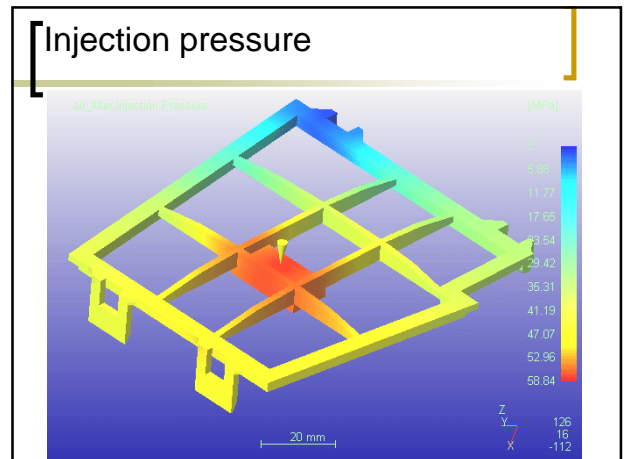 Injection pressure
air_filter Injection Pressure
[MPa]
0
5.88
11.77
17.65
23.54
29.42
35.31
41.19
47.07
52.96
58.84
20 mm
Z
Y
X
126
16
-112